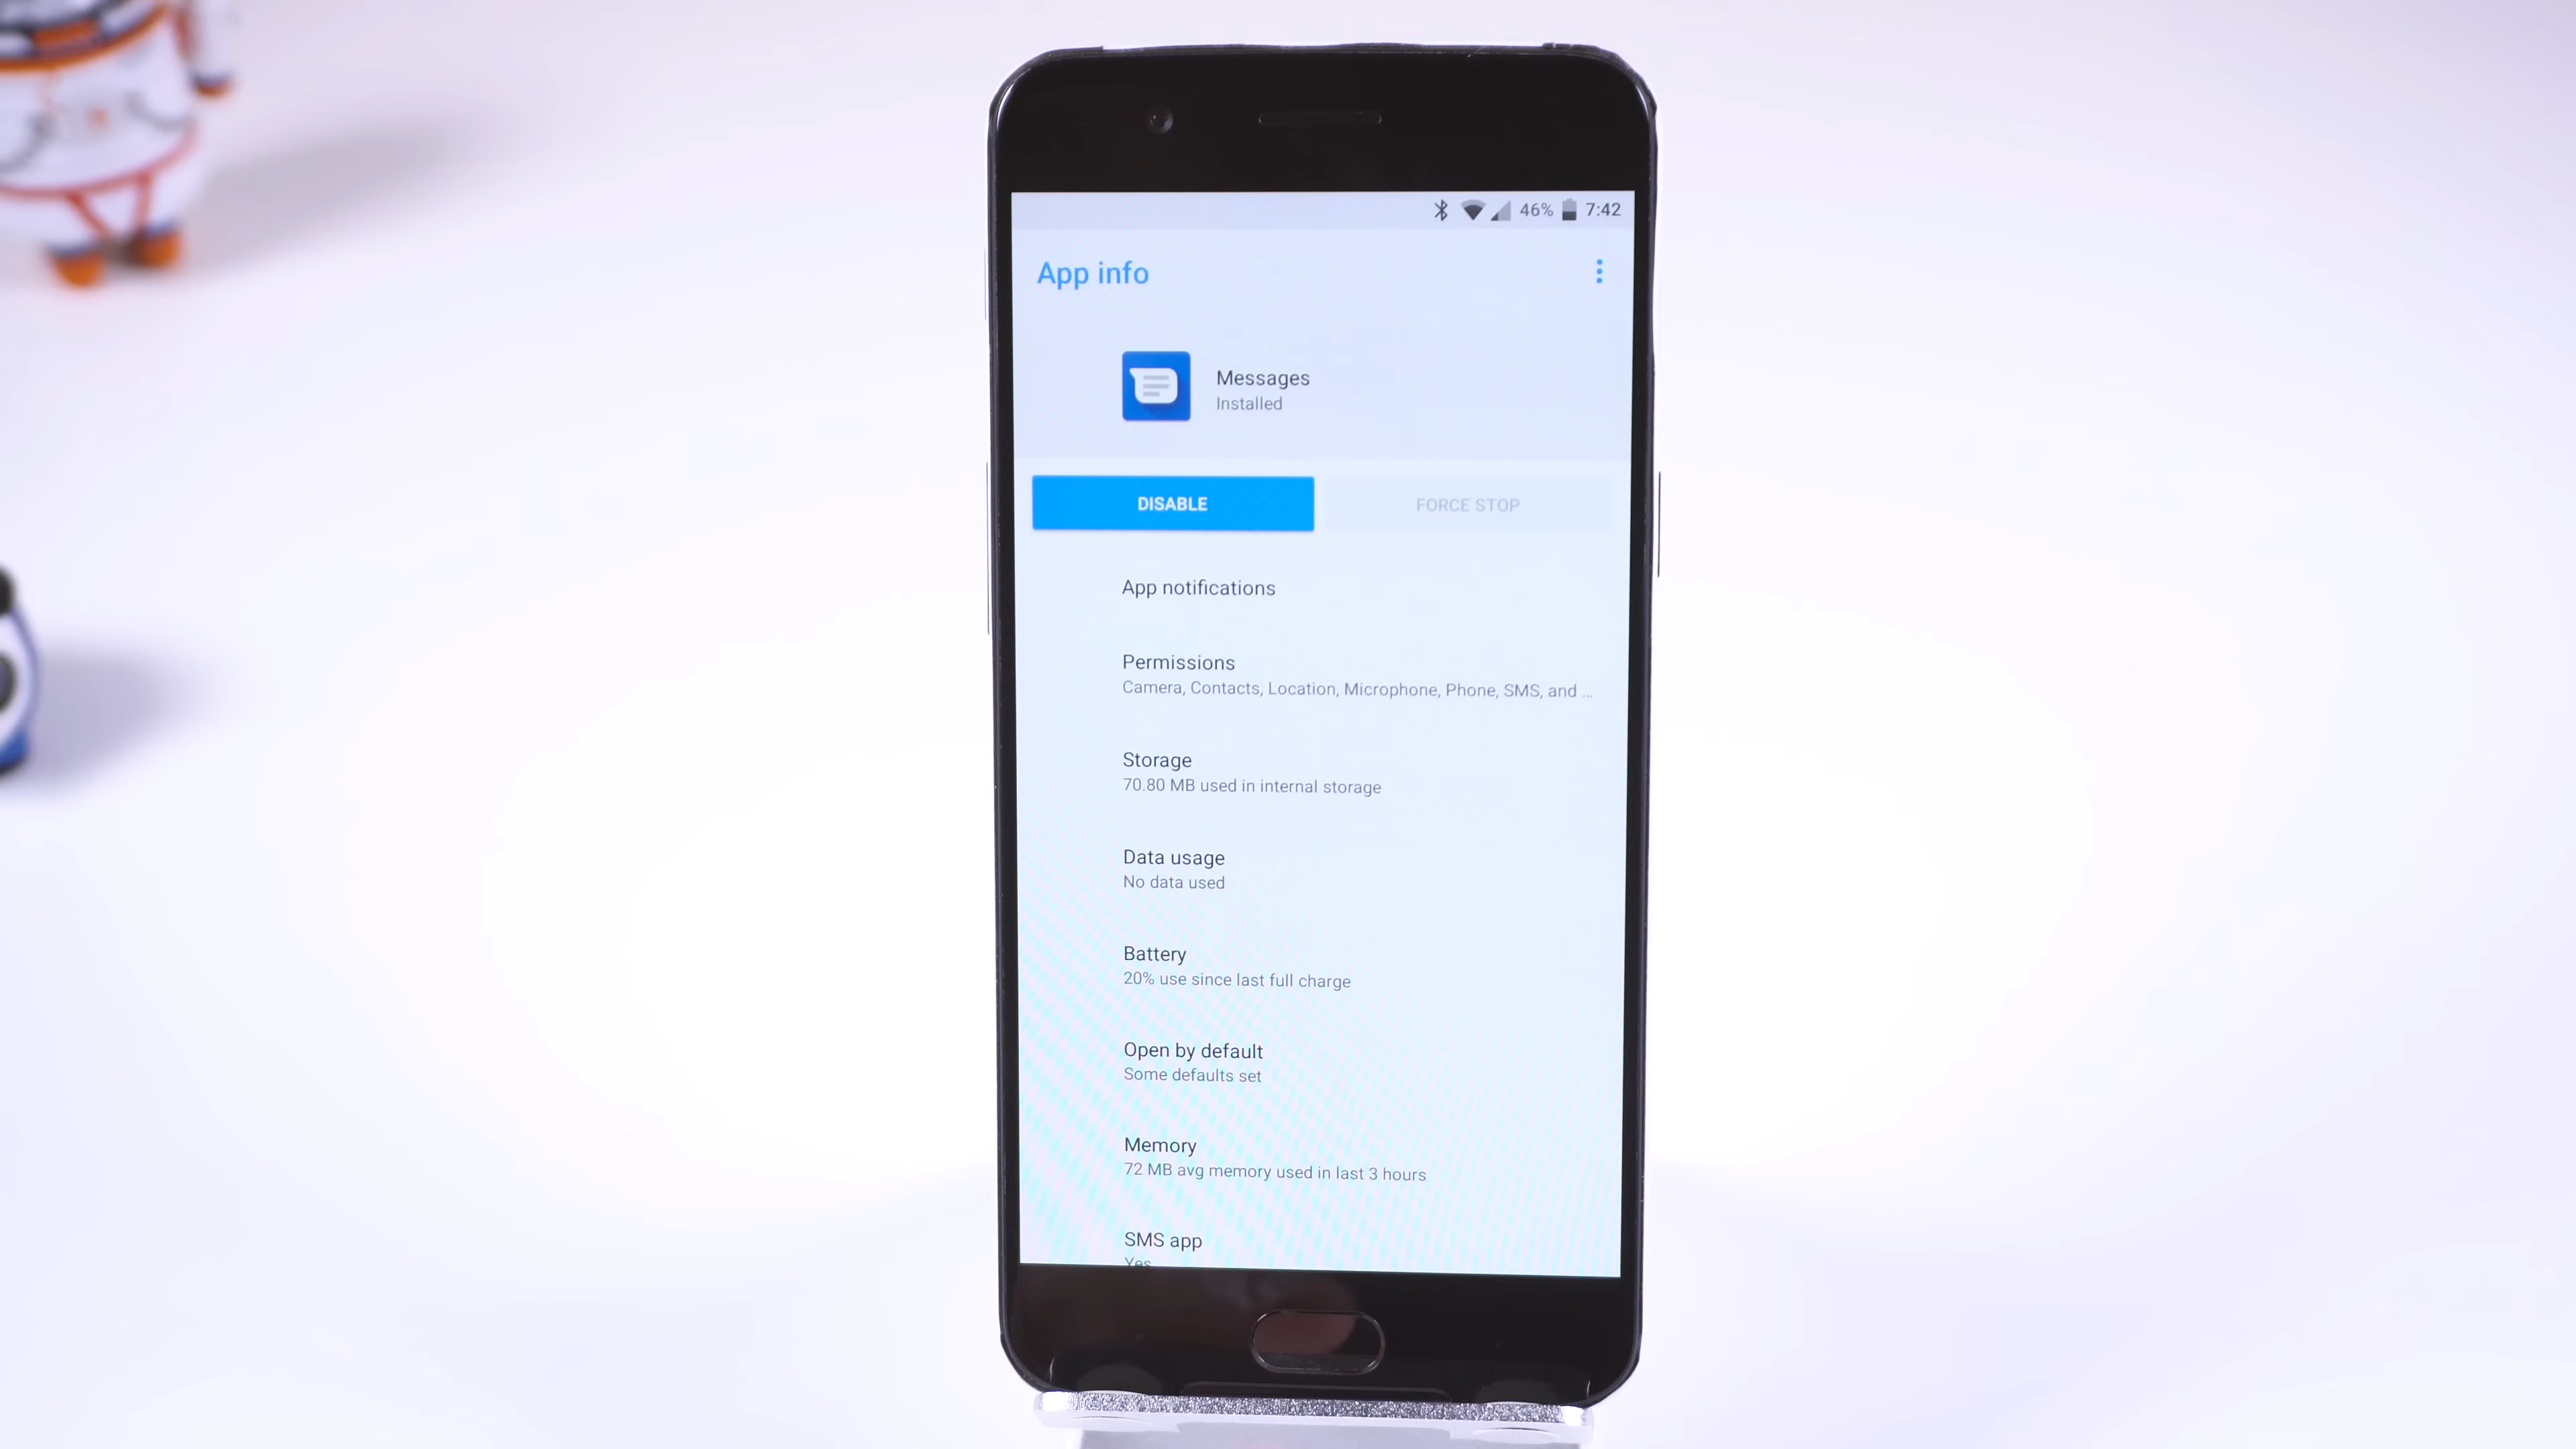 46% 7:42
App info
Messages
Installed
DISABLE
FORCE STOP
App notifications
Permissions
Camera, Contacts, Location, Microphone, Phone, SMS, and ...
Storage
70.80 MB used in internal storage
Data usage
No data used
Battery
20% use since last full charge
Open by default
Some defaults set
Memory
72 MB avg memory used in last 3 hours
SMS app
Yes